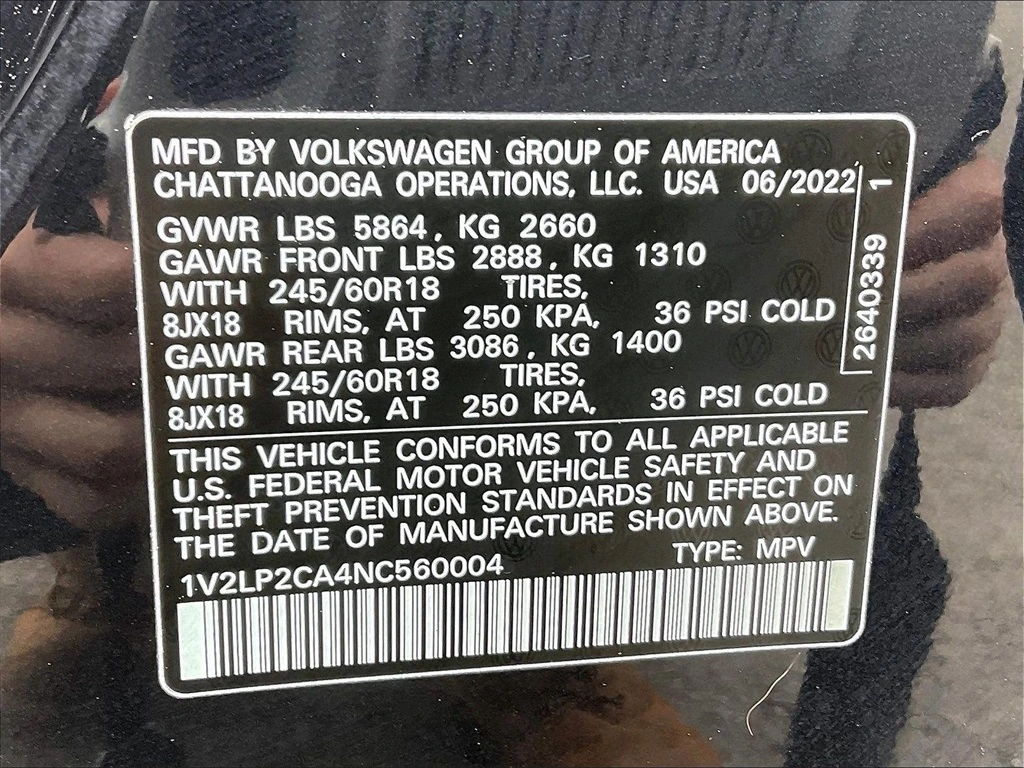 MFD BY VOLKSWAGEN GROUP OF AMERICA
CHATTANOOGA OPERATIONS, LLC. USA 06/2022
GVWR LBS 5864, KG 2660
GAWR FRONT LBS 2888, KG 1310
WITH 245/60R18 TIRES,
8JX18 RIMS, AT 250 KPA, 36 PSI COLD
GAWR REAR LBS 3086, KG 1400
WITH 245/60R18 TIRES,
8JX18 RIMS, AT 250 KPA, 36 PSI COLD
2640339 1
THIS VEHICLE CONFORMS TO ALL APPLICABLE
U.S. FEDERAL MOTOR VEHICLE SAFETY AND
THEFT PREVENTION STANDARDS IN EFFECT ON
THE DATE OF MANUFACTURE SHOWN ABOVE.
1V2LP2CA4NC560004 TYPE: MPV